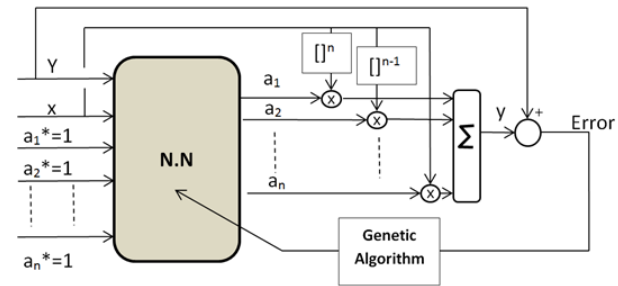 Y
x
a1*=1
a2*=1
an*=1
N.N
a1
a2
an
[]ⁿ
[]ⁿ⁻¹
x
x
x
Σ
y
+
Error
Genetic
Algorithm